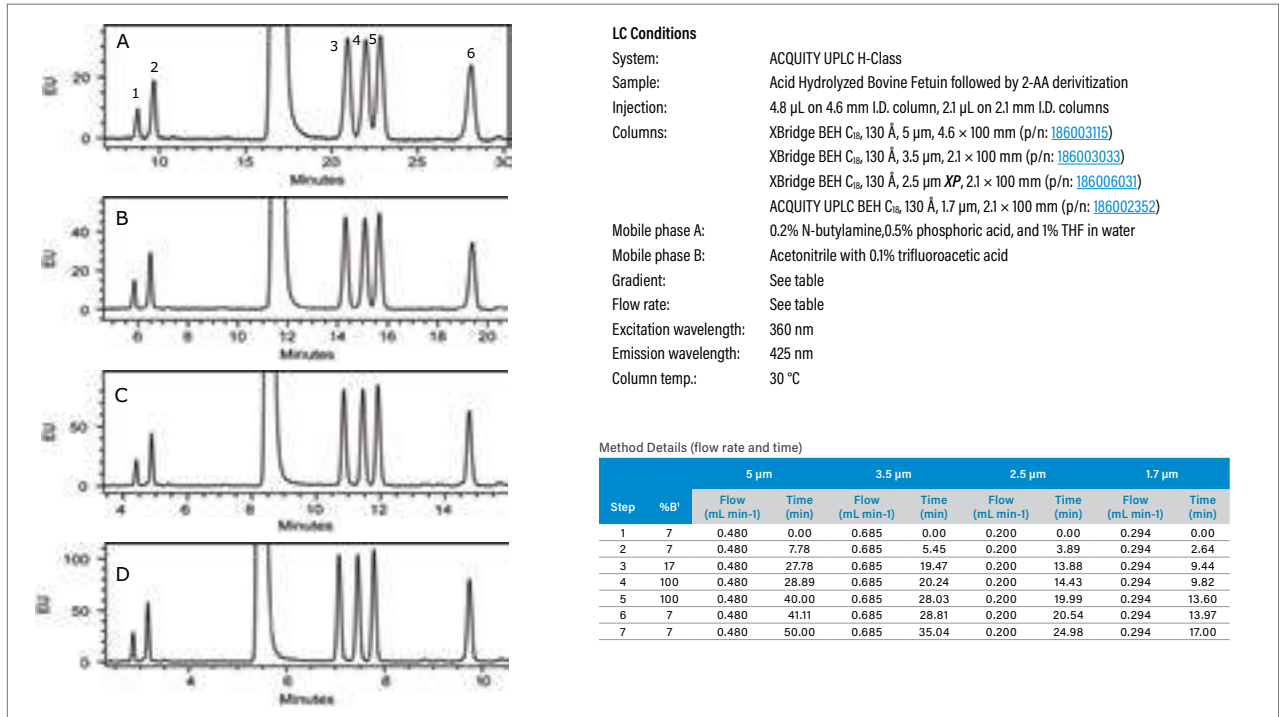 A
1
2
3
4
5
6
EU
20
0
10
15
20
25
30
Minutes
B
EU
40
20
0
6
8
10
12
14
16
18
20
Minutes
C
EU
50
0
4
6
8
10
12
14
Minutes
D
EU
100
50
0
4
6
8
10
Minutes
LC Conditions
System: ACQUITY UPLC H-Class
Sample: Acid Hydrolyzed Bovine Fetuin followed by 2-AA derivitization
Injection: 4.8 µL on 4.6 mm I.D. column, 2.1 µL on 2.1 mm I.D. columns
Columns: XBridge BEH C₁₈, 130 Å, 5 µm, 4.6 × 100 mm (p/n: 186003115)
XBridge BEH C₁₈, 130 Å, 3.5 µm, 2.1 × 100 mm (p/n: 186003033)
XBridge BEH C₁₈, 130 Å, 2.5 µm XP, 2.1 × 100 mm (p/n: 186006031)
ACQUITY UPLC BEH C₁₈, 130 Å, 1.7 µm, 2.1 × 100 mm (p/n: 186002352)
Mobile phase A: 0.2% N-butylamine,0.5% phosphoric acid, and 1% THF in water
Mobile phase B: Acetonitrile with 0.1% trifluoroacetic acid
Gradient: See table
Flow rate: See table
Excitation wavelength: 360 nm
Emission wavelength: 425 nm
Column temp.: 30 °C
Method Details (flow rate and time)
5 µm 3.5 µm 2.5 µm 1.7 µm
Step %B¹ Flow (mL min-1) Time (min) Flow (mL min-1) Time (min) Flow (mL min-1) Time (min) Flow (mL min-1) Time (min)
1 7 0.480 0.00 0.685 0.00 0.200 0.00 0.294 0.00
2 7 0.480 7.78 0.685 5.45 0.200 3.89 0.294 2.64
3 17 0.480 27.78 0.685 19.47 0.200 13.88 0.294 9.44
4 100 0.480 28.89 0.685 20.24 0.200 14.43 0.294 9.82
5 100 0.480 40.00 0.685 28.03 0.200 19.99 0.294 13.60
6 7 0.480 41.11 0.685 28.81 0.200 20.54 0.294 13.97
7 7 0.480 50.00 0.685 35.04 0.200 24.98 0.294 17.00